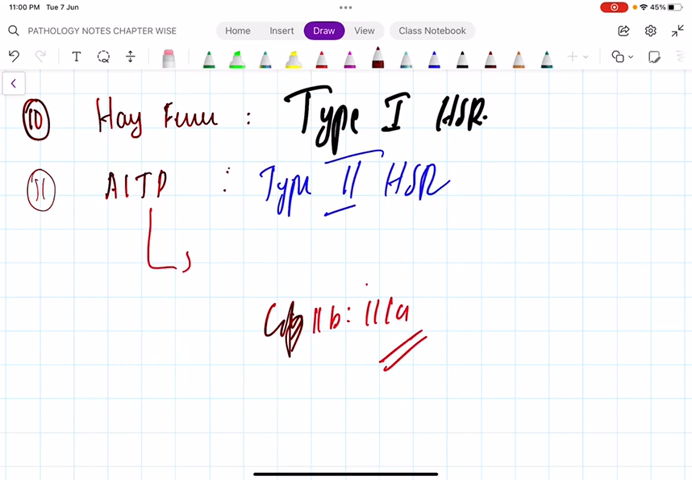 11:00 PM Tue 7 Jun
45%
PATHOLOGY NOTES CHAPTER WISE
Home Insert Draw View Class Notebook
10 Hay Fever : Type I HSR.
11 AITP : Type II HSR
IIb: IIIa